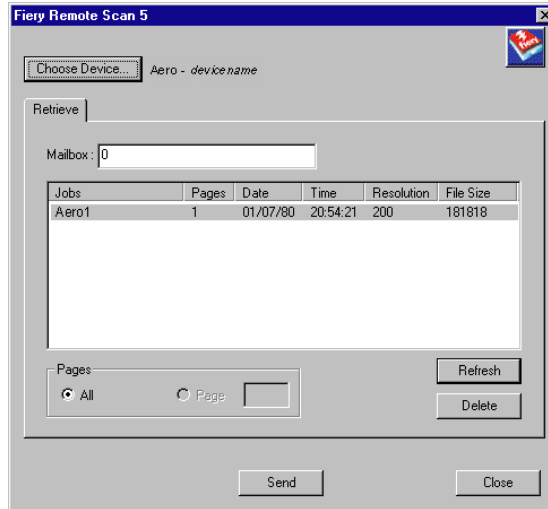 Fiery Remote Scan 5
fiery
Choose Device... Aero - devicename
Retrieve
Mailbox : 0
Jobs Pages Date Time Resolution File Size
Aero1 1 01/07/80 20:54:21 200 181818
Pages
All Page
Refresh
Delete
Send Close